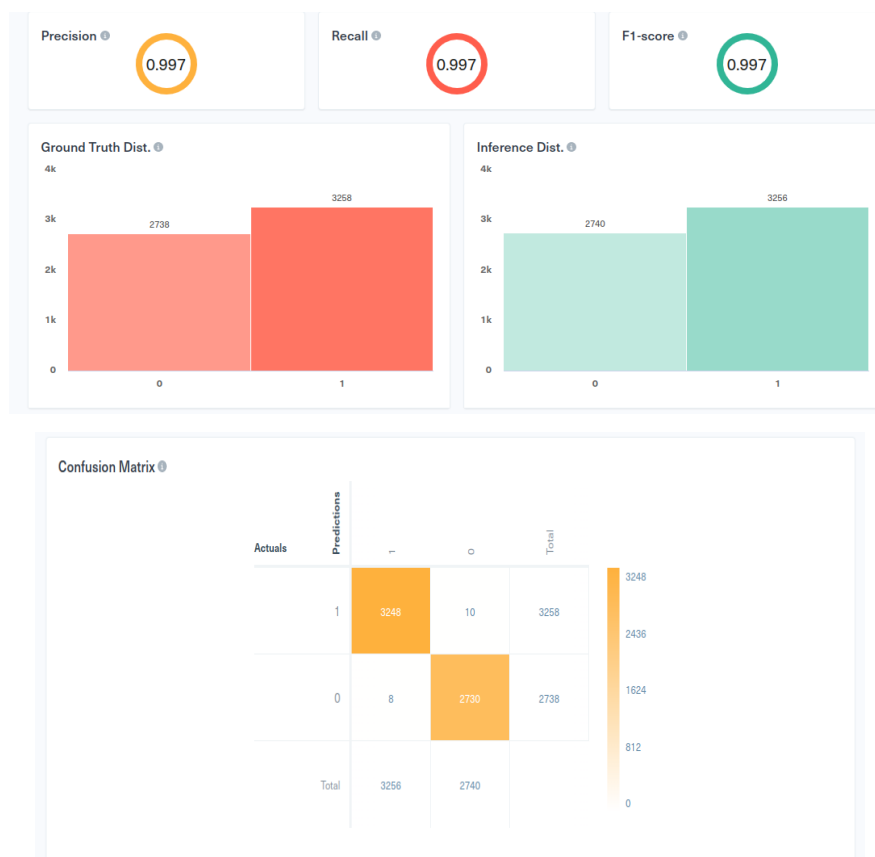 Precision
Recall
F1-score
0.997
0.997
0.997
Ground Truth Dist.
4k
3k
2k
1k
0
2738
3258
0
1
Inference Dist.
4k
3k
2k
1k
0
2740
3256
0
1
Confusion Matrix
Actuals
Predictions
1
0
Total
1
3248
10
3258
0
8
2730
2738
Total
3256
2740
3248
2436
1624
812
0